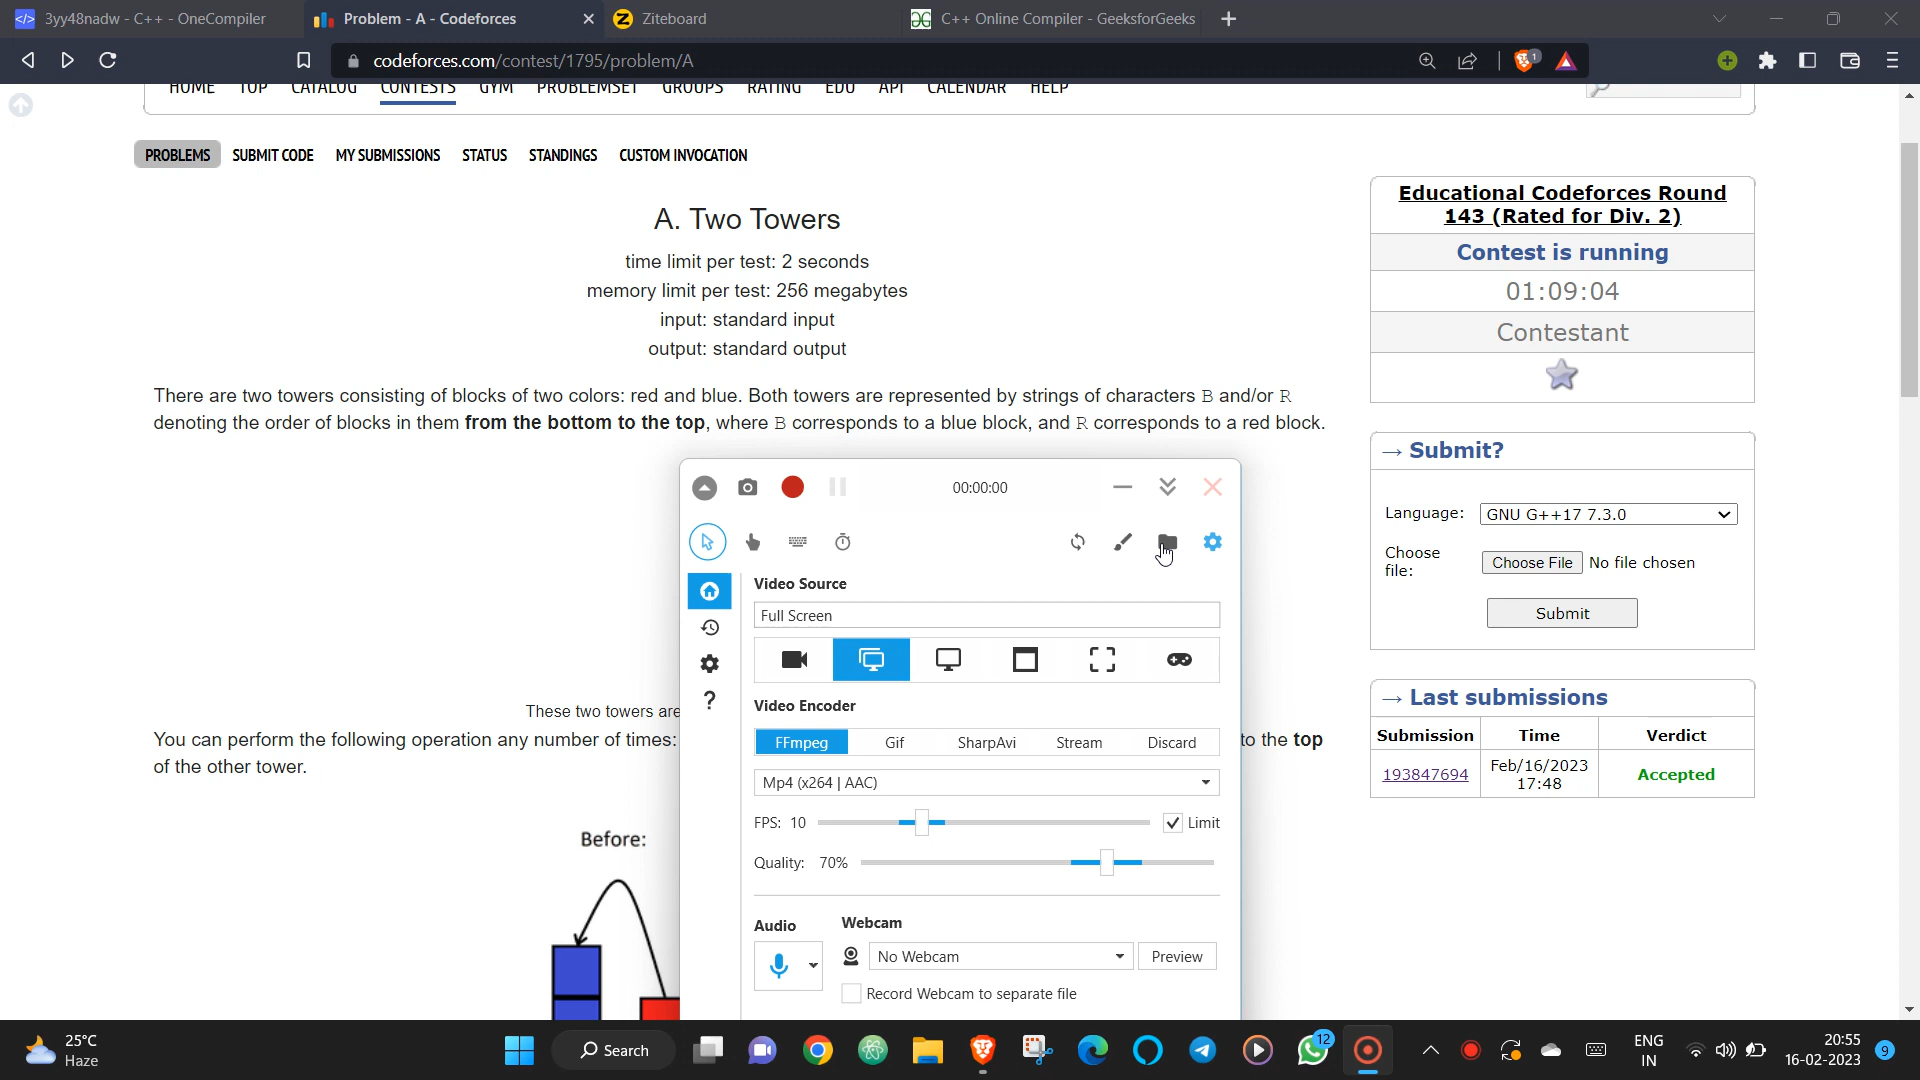 3yy48nadw - C++ - OneCompiler
Problem - A - Codeforces
Ziteboard
C++ Online Compiler - GeeksforGeeks
codeforces.com/contest/1795/problem/A
1
HOME TOP CATALOG CONTESTS GYM PROBLEMSET GROUPS RATING EDU API CALENDAR HELP
PROBLEMS SUBMIT CODE MY SUBMISSIONS STATUS STANDINGS CUSTOM INVOCATION
A. Two Towers
time limit per test: 2 seconds
memory limit per test: 256 megabytes
input: standard input
output: standard output
There are two towers consisting of blocks of two colors: red and blue. Both towers are represented by strings of characters B and/or R
denoting the order of blocks in them from the bottom to the top, where B corresponds to a blue block, and R corresponds to a red block.
These two towers are
You can perform the following operation any number of times:
to the top
of the other tower.
Before:
00:00:00
Video Source
Full Screen
Video Encoder
FFmpeg Gif SharpAvi Stream Discard
Mp4 (x264 | AAC)
FPS: 10
Limit
Quality: 70%
Audio
Webcam
No Webcam
Preview
Record Webcam to separate file
Educational Codeforces Round
143 (Rated for Div. 2)
Contest is running
01:09:04
Contestant
→ Submit?
Language: GNU G++17 7.3.0
Choose
file:
Choose File No file chosen
Submit
→ Last submissions
Submission Time Verdict
193847694 Feb/16/2023
17:48
Accepted
25°C
Haze
Search
12
ENG
IN
20:55
16-02-2023
9